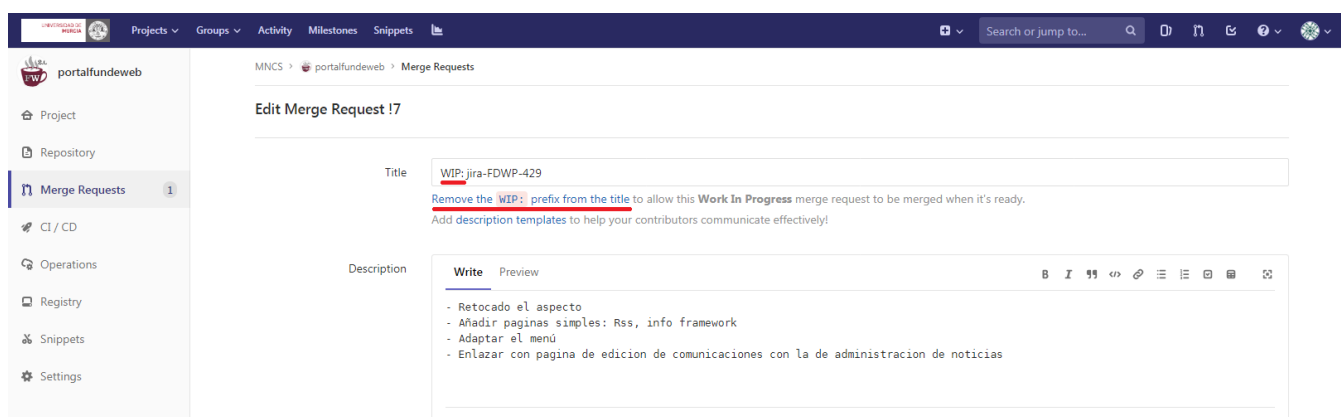 UNIVERSIDAD DE MURCIA Projects Groups Activity Milestones Snippets Search or jump to...
FW portalfundeweb
MNCS > portalfundeweb > Merge Requests
Edit Merge Request !7
Project
Repository
Merge Requests 1
CI / CD
Operations
Registry
Snippets
Settings
Title WIP: jira-FDWP-429
Remove the WIP: prefix from the title to allow this Work In Progress merge request to be merged when it's ready.
Add description templates to help your contributors communicate effectively!
Description Write Preview
- Retocado el aspecto
- Añadir paginas simples: Rss, info framework
- Adaptar el menú
- Enlazar con pagina de edicion de comunicaciones con la de administracion de noticias